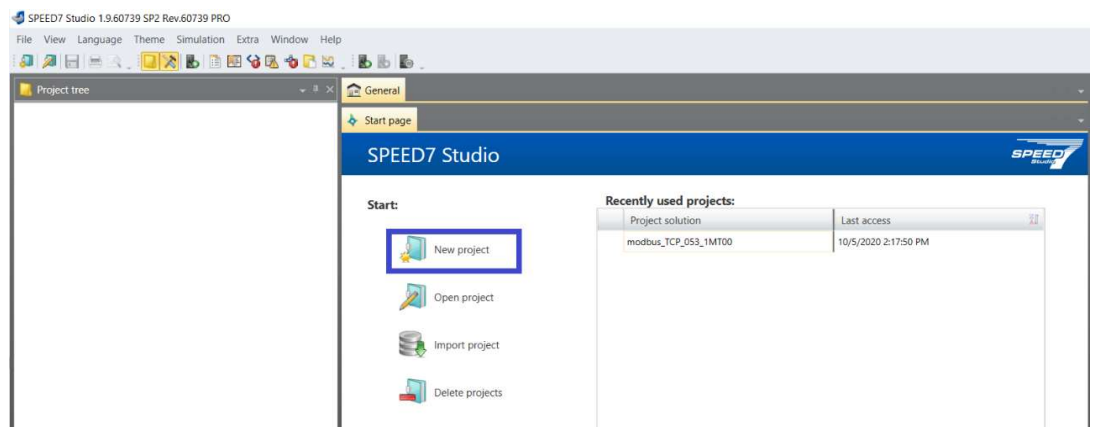 SPEED7 Studio 1.9.60739 SP2 Rev.60739 PRO
File View Language Theme Simulation Extra Window Help
Project tree
General
Start page
SPEED7 Studio
SPEED7
Studio
Start:
New project
Open project
Import project
Delete projects
Recently used projects:
Project solution Last access
modbus_TCP_053_1MT00 10/5/2020 2:17:50 PM